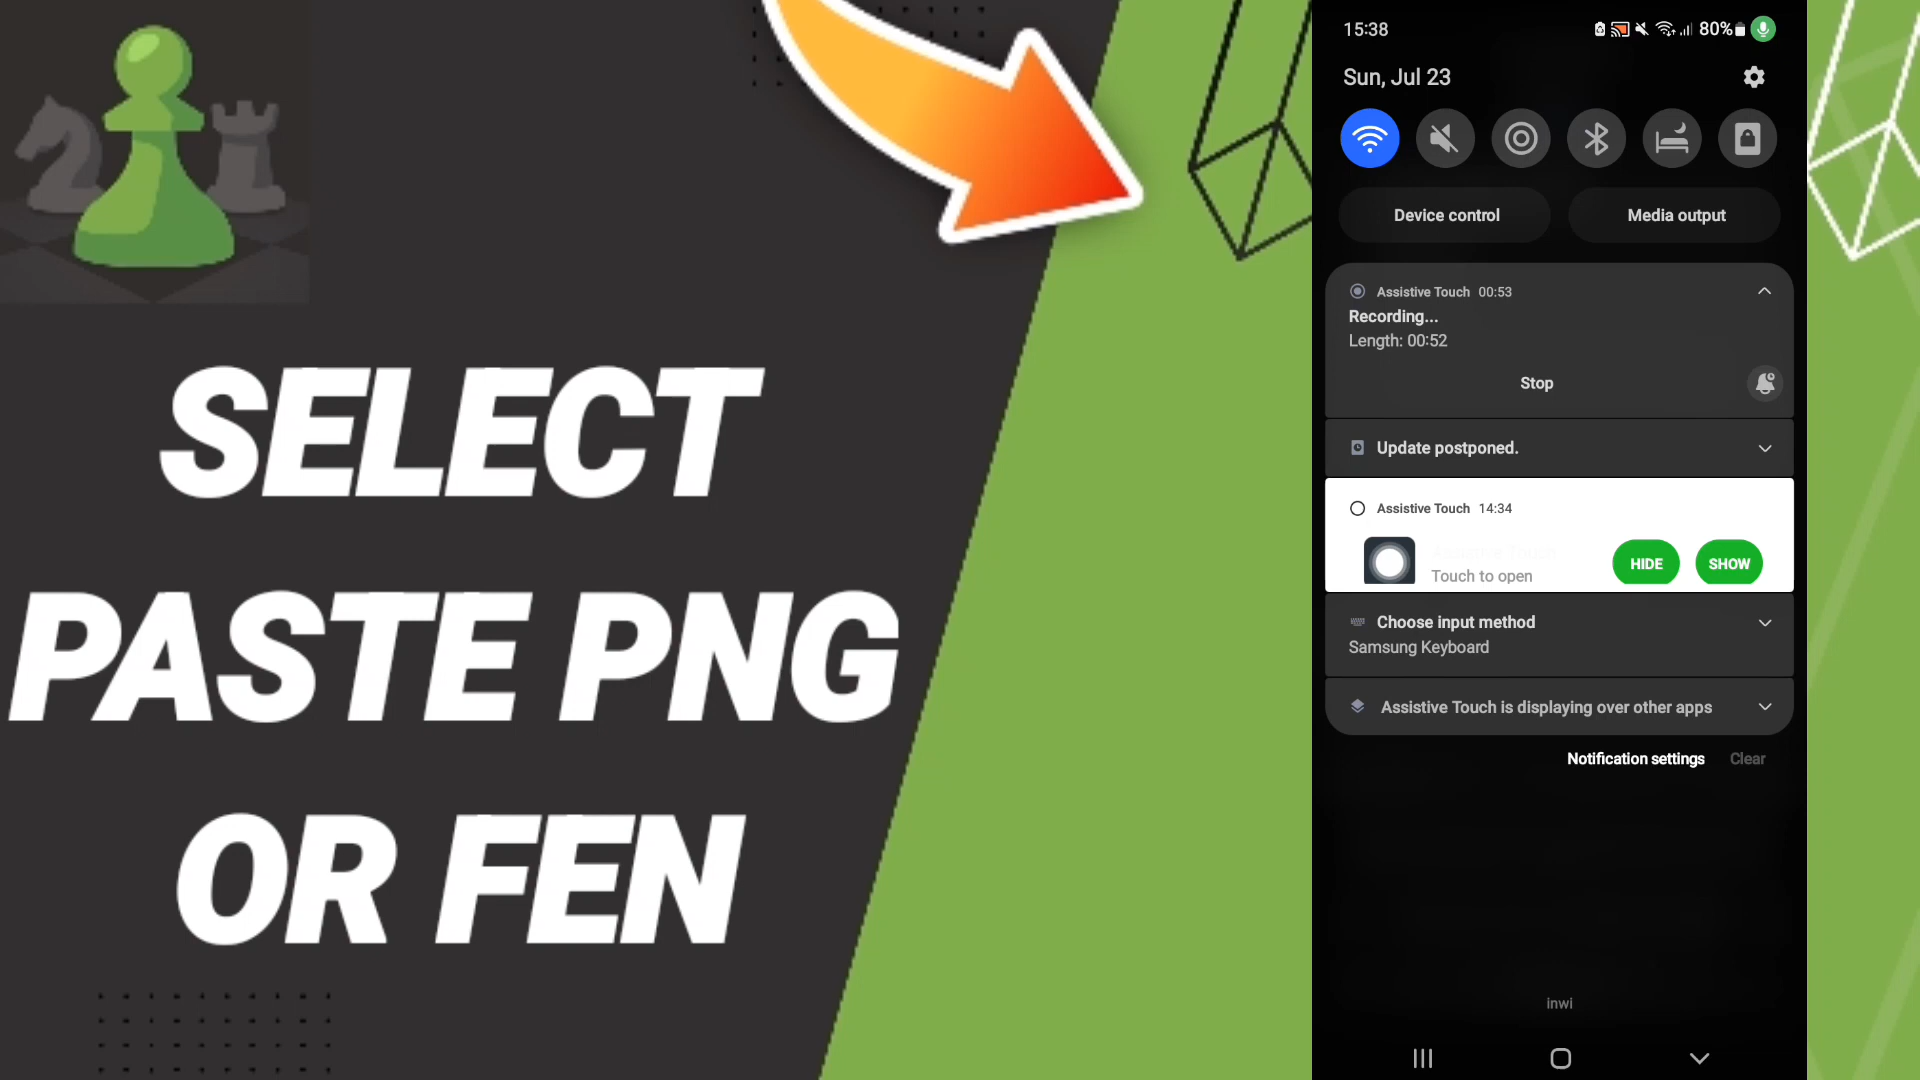 SELECT
PASTE PNG
OR FEN
15:38
80%
Sun, Jul 23
Device control
Media output
Assistive Touch 00:53
Recording...
Length: 00:52
Stop
Update postponed.
Assistive Touch 14:34
Assistive Touch
Touch to open
HIDE
SHOW
Choose input method
Samsung Keyboard
Assistive Touch is displaying over other apps
Notification settings
Clear
inwi